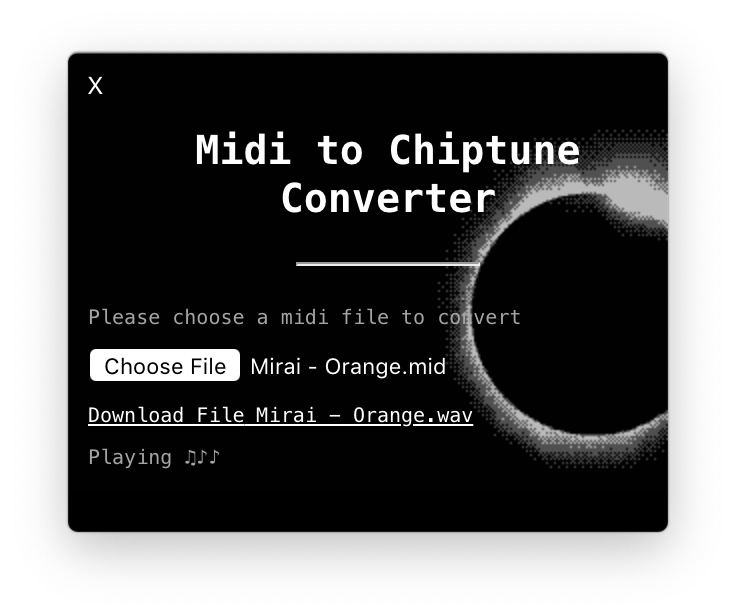 X
Midi to Chiptune
Converter
Please choose a midi file to convert
Choose File Mirai - Orange.mid
Download File Mirai - Orange.wav
Playing ♫♪♪